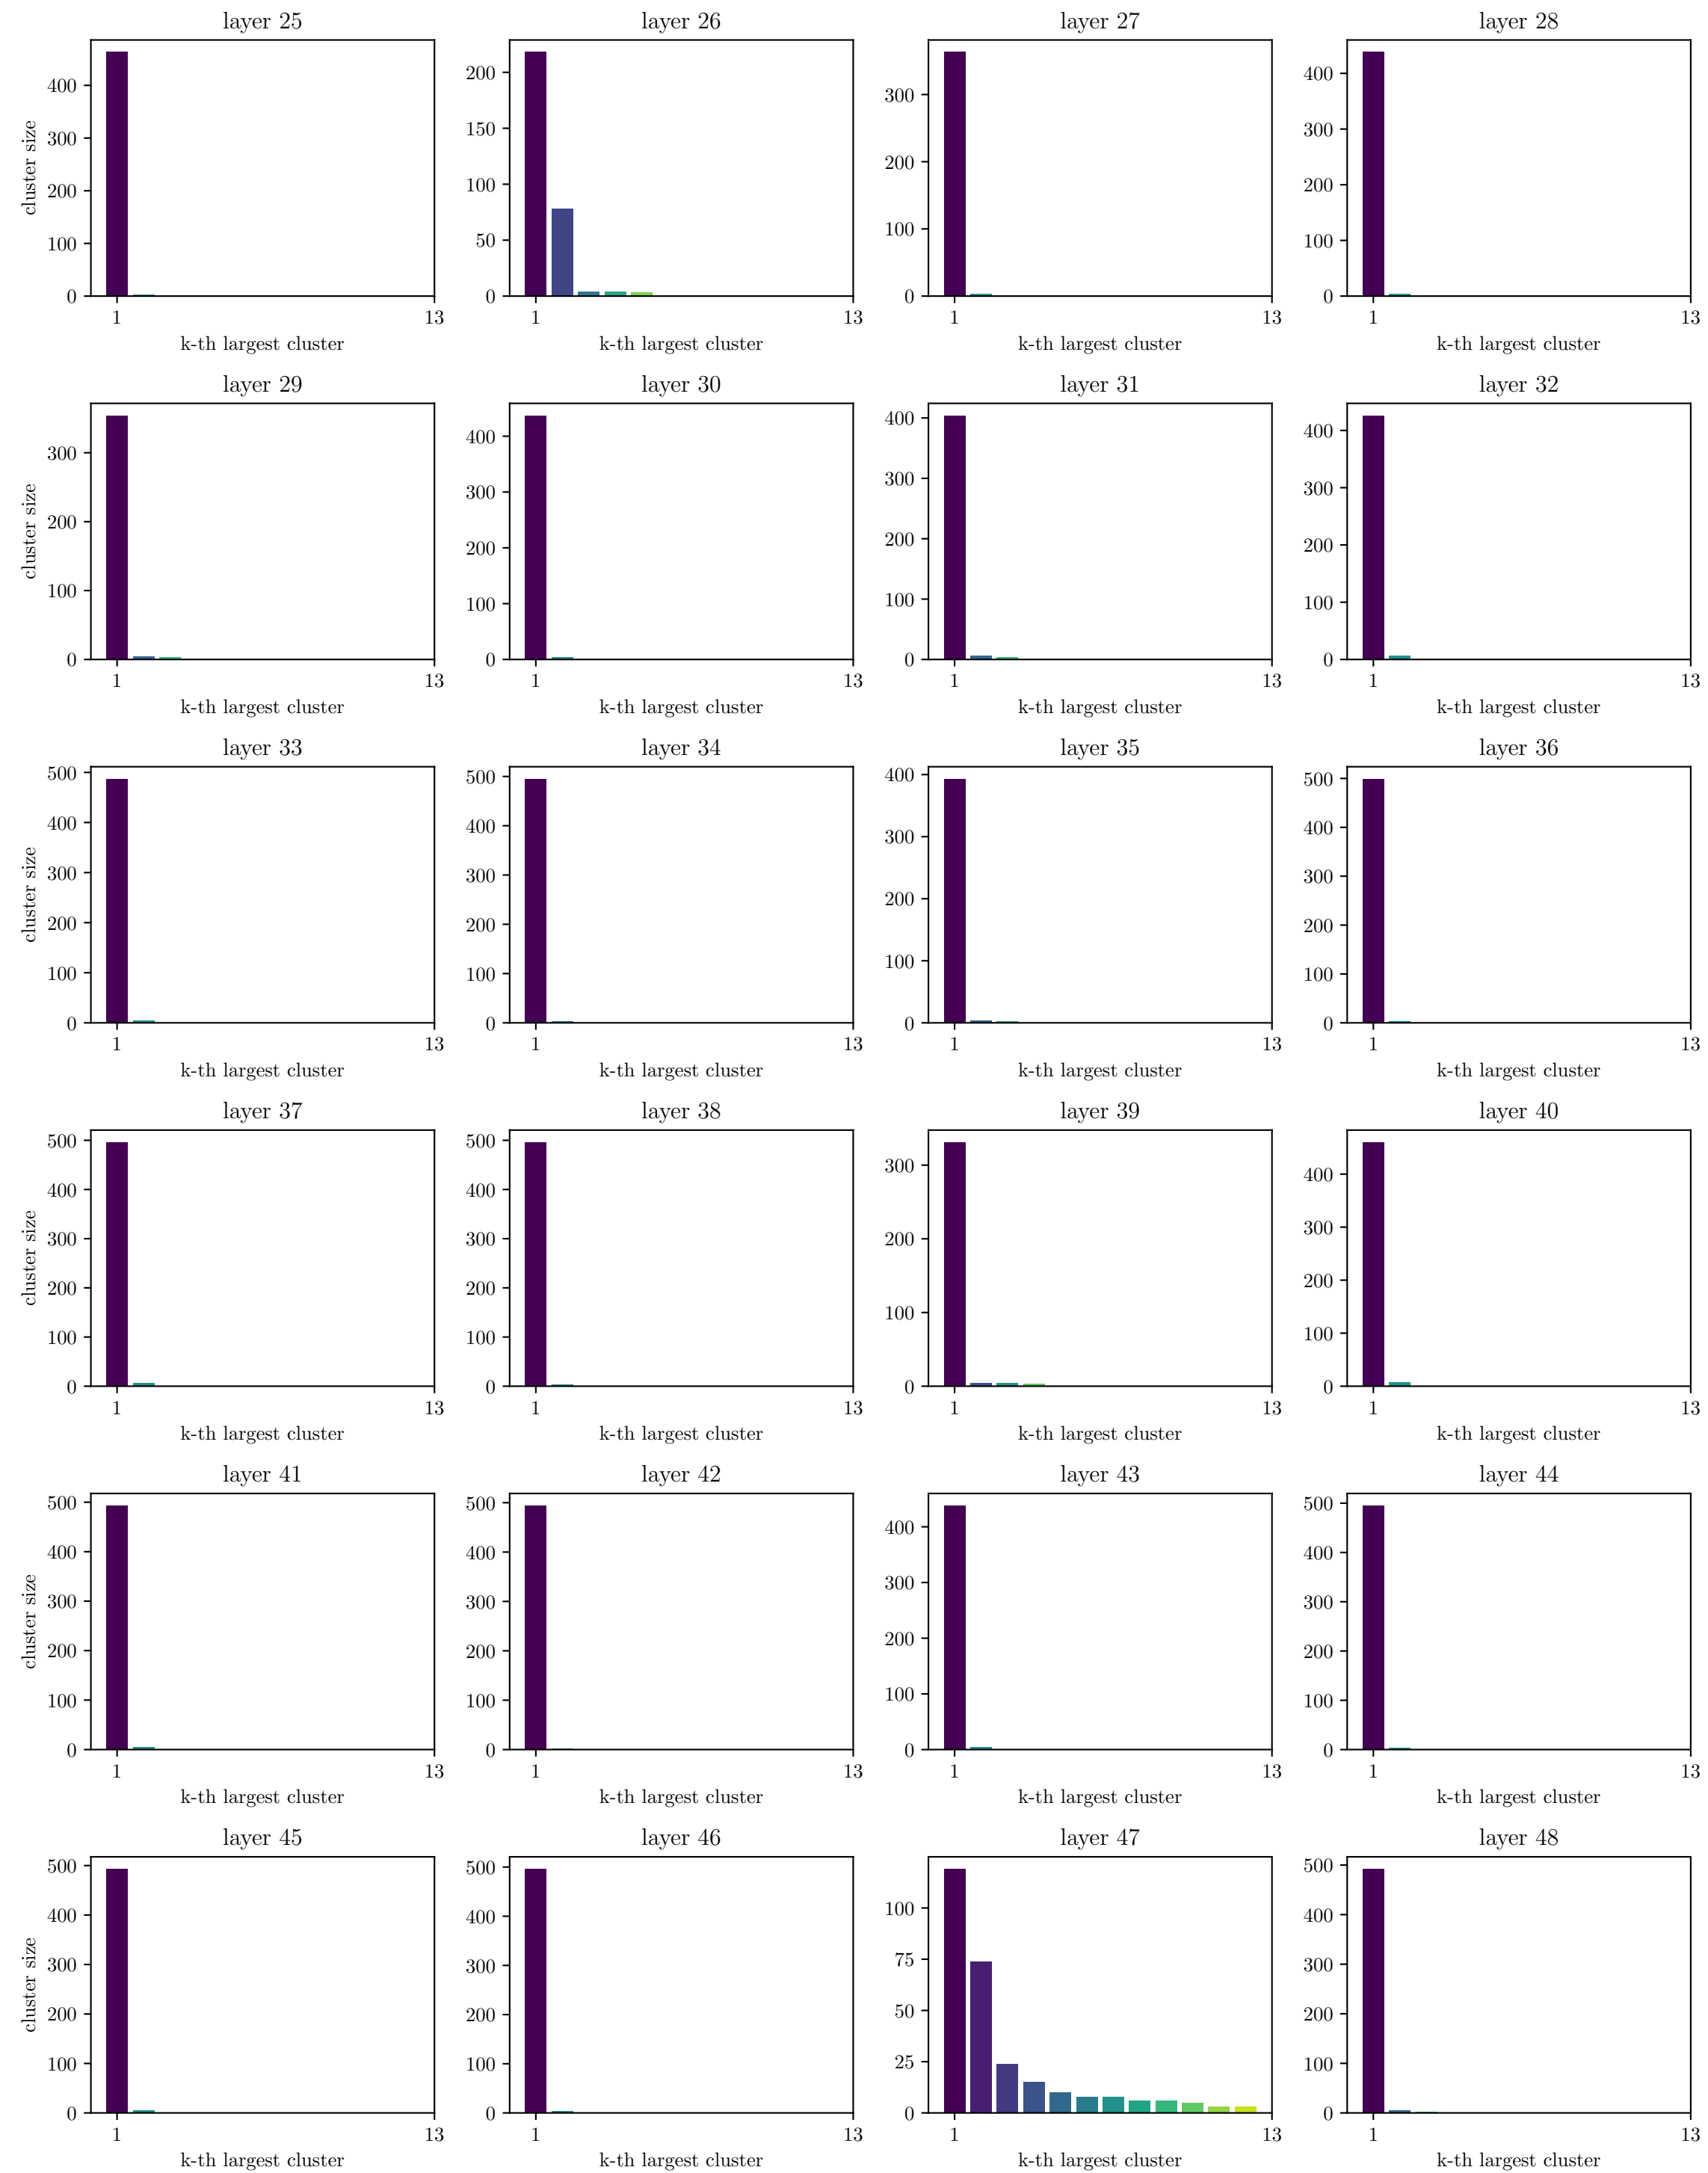 layer 25
cluster size
400
300
200
100
0
1 13
k-th largest cluster
layer 26
200
150
100
50
0
1 13
k-th largest cluster
layer 27
300
200
100
0
1 13
k-th largest cluster
layer 28
400
300
200
100
0
1 13
k-th largest cluster
layer 29
cluster size
300
200
100
0
1 13
k-th largest cluster
layer 30
400
300
200
100
0
1 13
k-th largest cluster
layer 31
400
300
200
100
0
1 13
k-th largest cluster
layer 32
400
300
200
100
0
1 13
k-th largest cluster
layer 33
cluster size
500
400
300
200
100
0
1 13
k-th largest cluster
layer 34
500
400
300
200
100
0
1 13
k-th largest cluster
layer 35
400
300
200
100
0
1 13
k-th largest cluster
layer 36
500
400
300
200
100
0
1 13
k-th largest cluster
layer 37
cluster size
500
400
300
200
100
0
1 13
k-th largest cluster
layer 38
500
400
300
200
100
0
1 13
k-th largest cluster
layer 39
300
200
100
0
1 13
k-th largest cluster
layer 40
400
300
200
100
0
1 13
k-th largest cluster
layer 41
cluster size
500
400
300
200
100
0
1 13
k-th largest cluster
layer 42
500
400
300
200
100
0
1 13
k-th largest cluster
layer 43
400
300
200
100
0
1 13
k-th largest cluster
layer 44
500
400
300
200
100
0
1 13
k-th largest cluster
layer 45
cluster size
500
400
300
200
100
0
1 13
k-th largest cluster
layer 46
500
400
300
200
100
0
1 13
k-th largest cluster
layer 47
100
75
50
25
0
1 13
k-th largest cluster
layer 48
500
400
300
200
100
0
1 13
k-th largest cluster